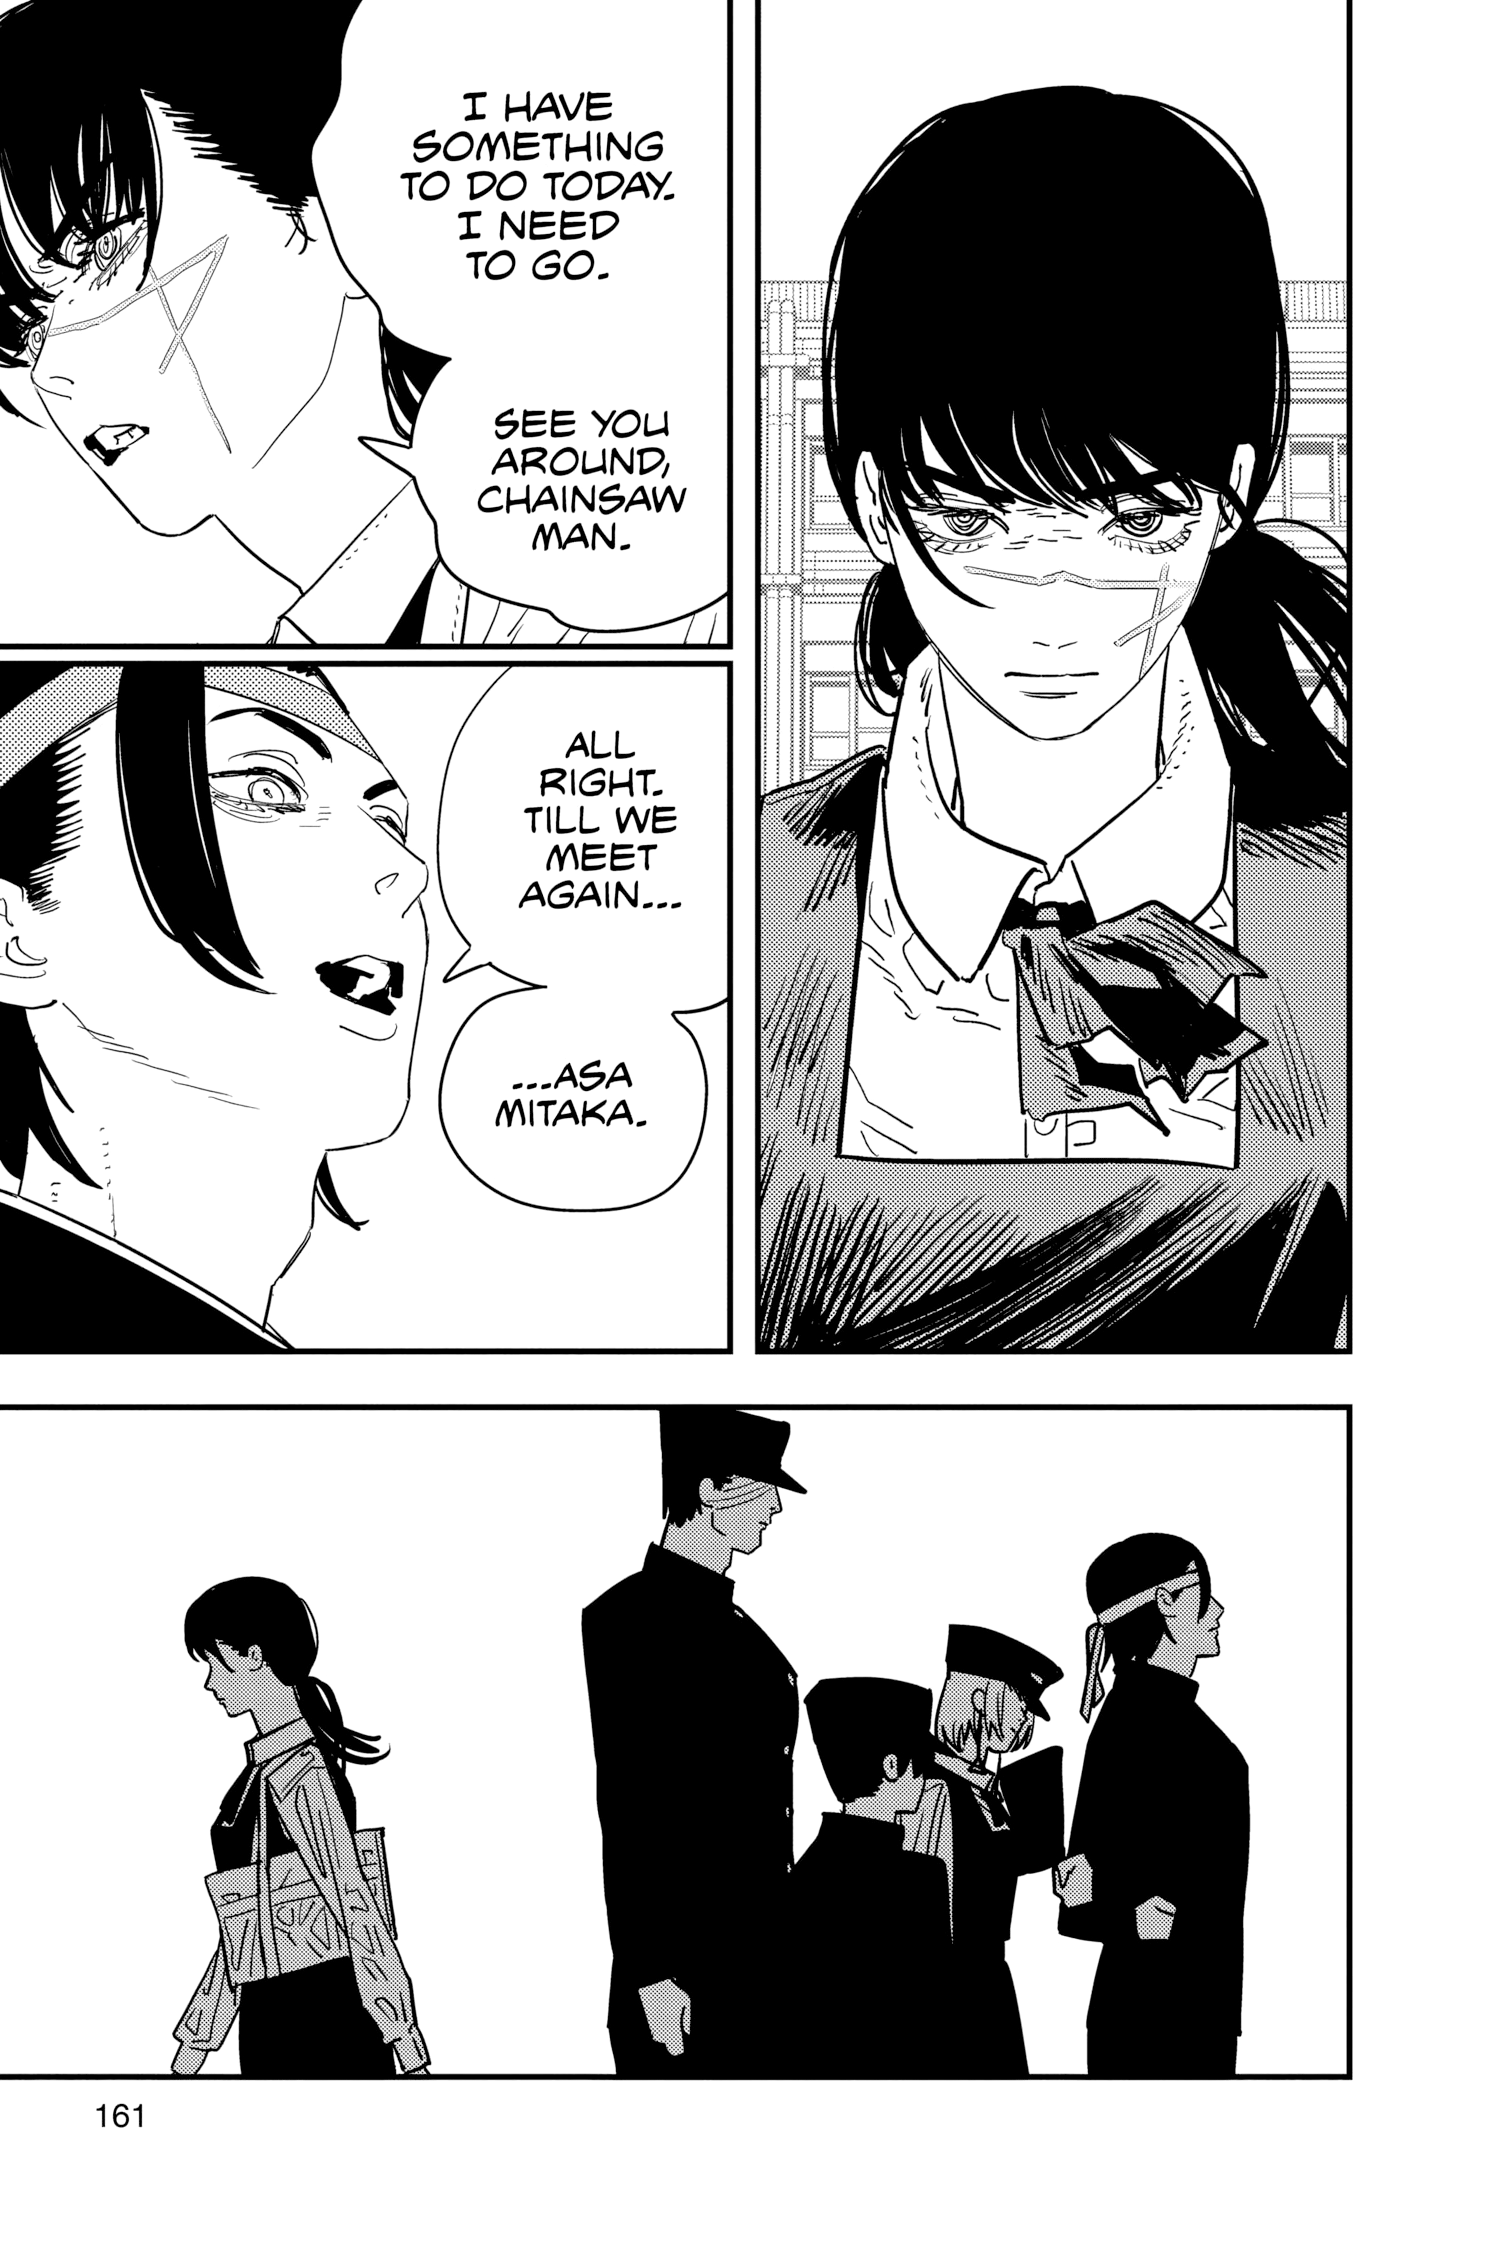 I HAVE
SOMETHING
TO DO TODAY.
I NEED
TO GO.
SEE YOU
AROUND,
CHAINSAW
MAN.
ALL
RIGHT.
TILL WE
MEET
AGAIN...
...ASA
MITAKA.
161